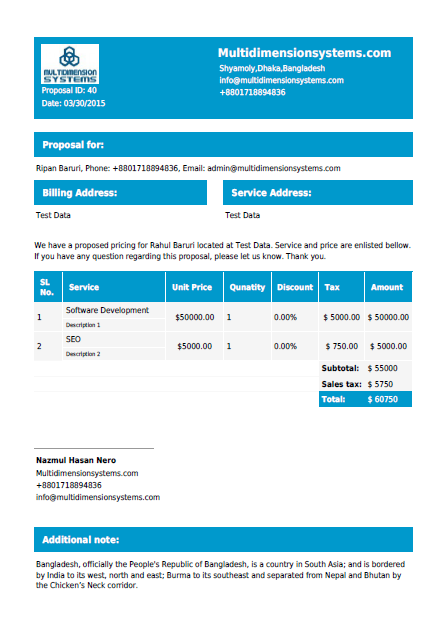 MULTIDIMENSION
SYSTEMS
Proposal ID: 40
Date: 03/30/2015
Multidimensionsystems.com
Shyamoly,Dhaka,Bangladesh
info@multidimensionsystems.com
+8801718894836
Proposal for:
Ripan Baruri, Phone: +8801718894836, Email: admin@multidimensionsystems.com
Billing Address:
Service Address:
Test Data
Test Data
We have a proposed pricing for Rahul Baruri located at Test Data. Service and price are enlisted bellow.
If you have any question regarding this proposal, please let us know. Thank you.
SL No. Service Unit Price Qunatity Discount Tax Amount
1 Software Development $50000.00 1 0.00% $ 5000.00 $ 50000.00
Description 1
2 SEO $5000.00 1 0.00% $ 750.00 $ 5000.00
Description 2
Subtotal: $ 55000
Sales tax: $ 5750
Total: $ 60750
Nazmul Hasan Nero
Multidimensionsystems.com
+8801718894836
info@multidimensionsystems.com
Additional note:
Bangladesh, officially the People's Republic of Bangladesh, is a country in South Asia; and is bordered
by India to its west, north and east; Burma to its southeast and separated from Nepal and Bhutan by
the Chicken's Neck corridor.